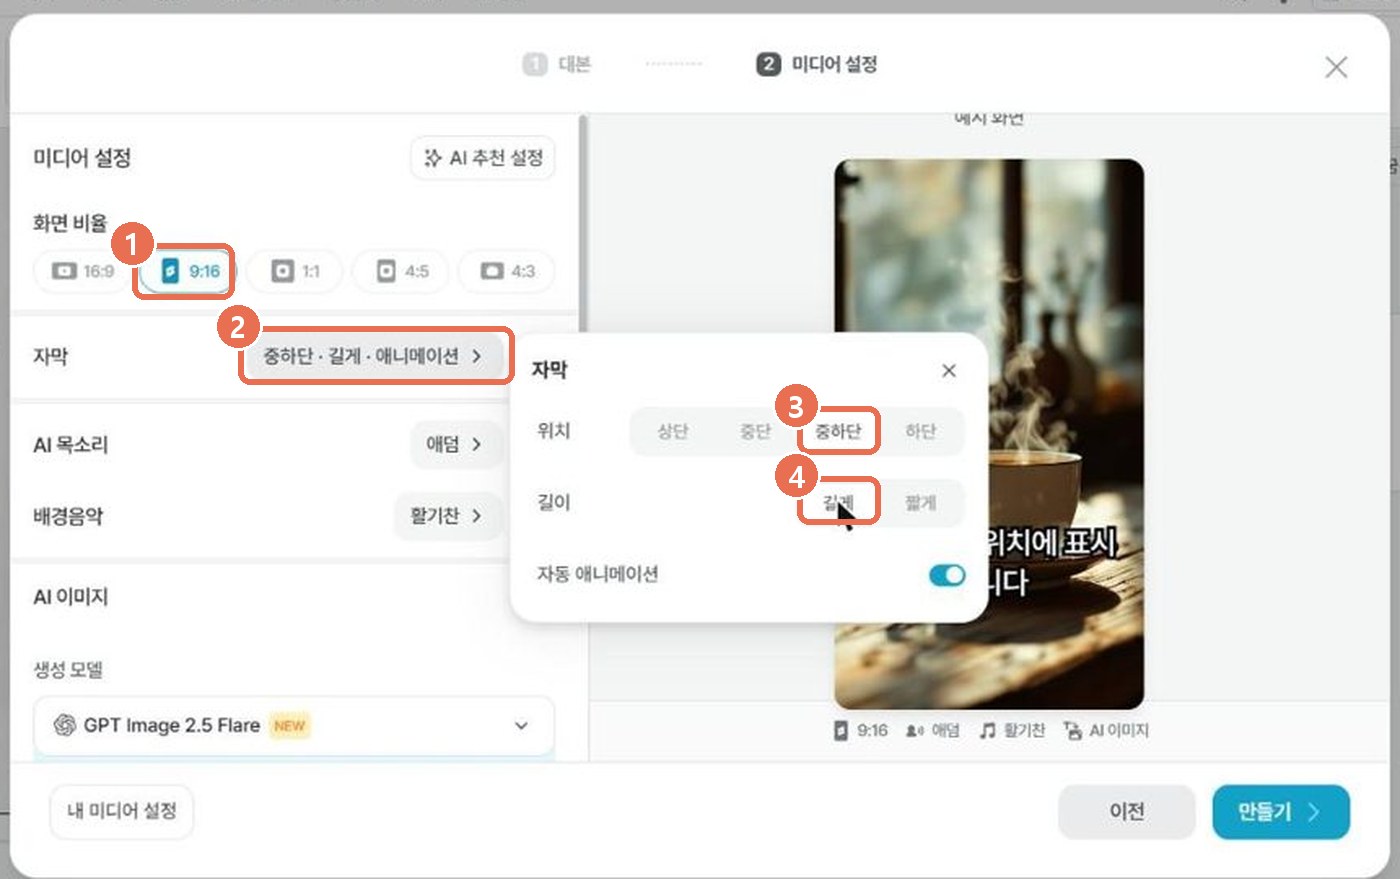 1 대본
2 미디어 설정
미디어 설정
AI 추천 설정
화면 비율
1
16:9
9:16
1:1
4:5
4:3
2
자막
중하단 · 길게 · 애니메이션
AI 목소리
애덤
배경음악
활기찬
AI 이미지
생성 모델
GPT Image 2.5 Flare NEW
내 미디어 설정
예시 화면
자막
위치
상단
중단
3
중하단
하단
길이
4
길게
짧게
자동 애니메이션
위치에 표시
니다
9:16
애덤
활기찬
AI 이미지
이전
만들기